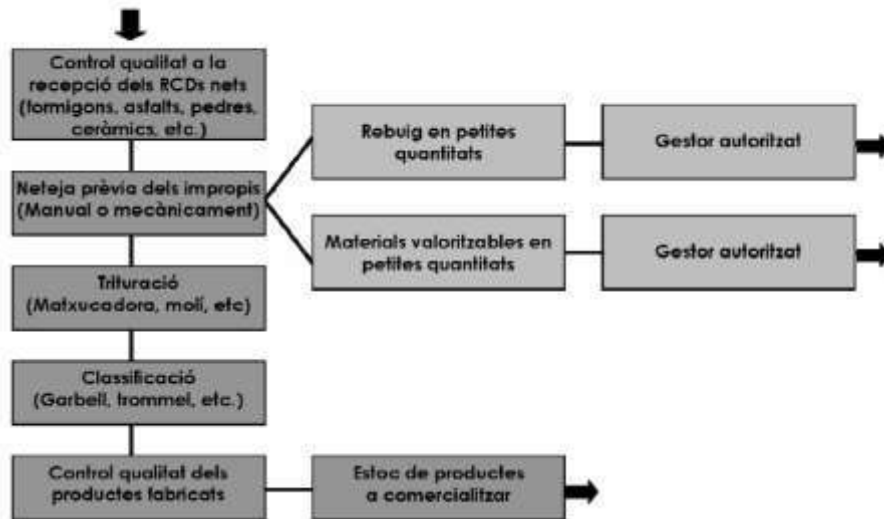 Control qualitat a la
recepció dels RCDs nets
(formigons, asfalts, pedres,
ceràmics, etc.)
Rebuig en petites
quantitats
Gestor autoritzat
Neteja prèvia dels impropis
(Manual o mecànicament)
Materials valoritzables en
petites quantitats
Gestor autoritzat
Trituració
(Matxucadora, molí, etc)
Classificació
(Garbell, trommel, etc.)
Control qualitat dels
productes fabricats
Estoc de productes
a comercialitzar